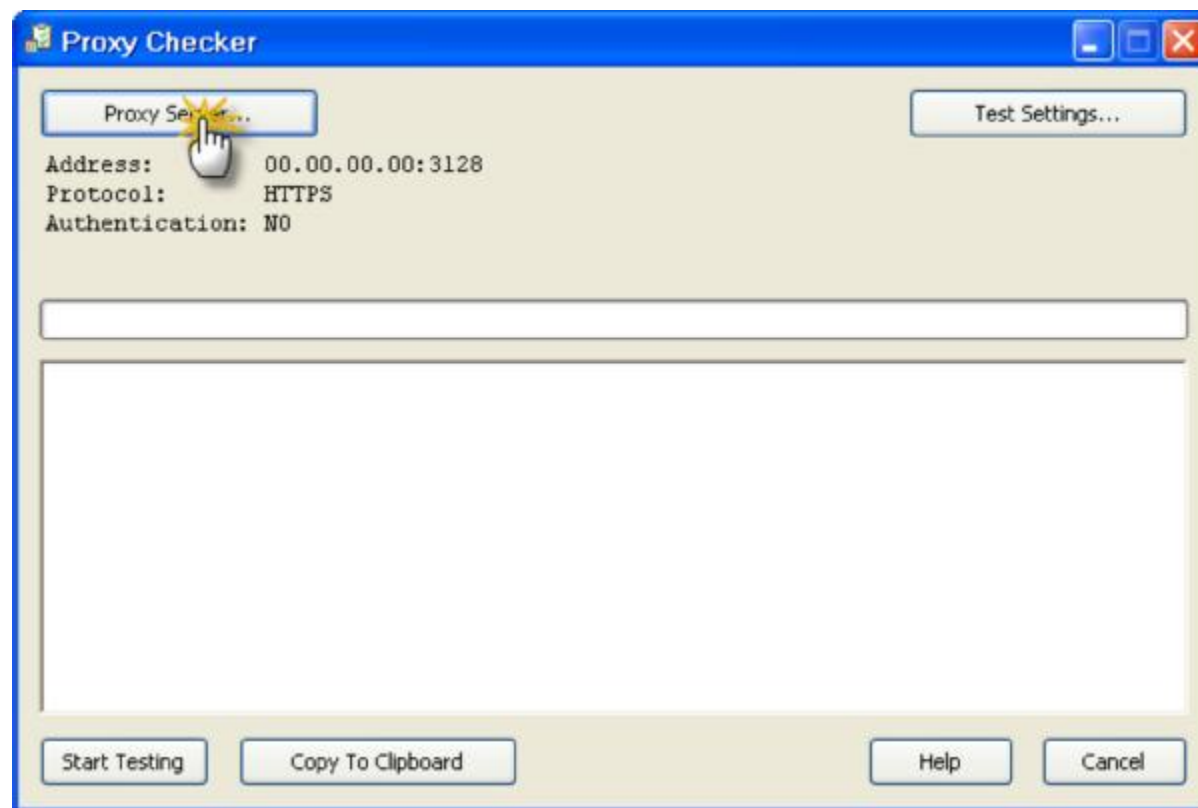 Proxy Checker
Proxy Server...
Test Settings...
Address: 00.00.00.00:3128
Protocol: HTTPS
Authentication: NO
Start Testing
Copy To Clipboard
Help
Cancel